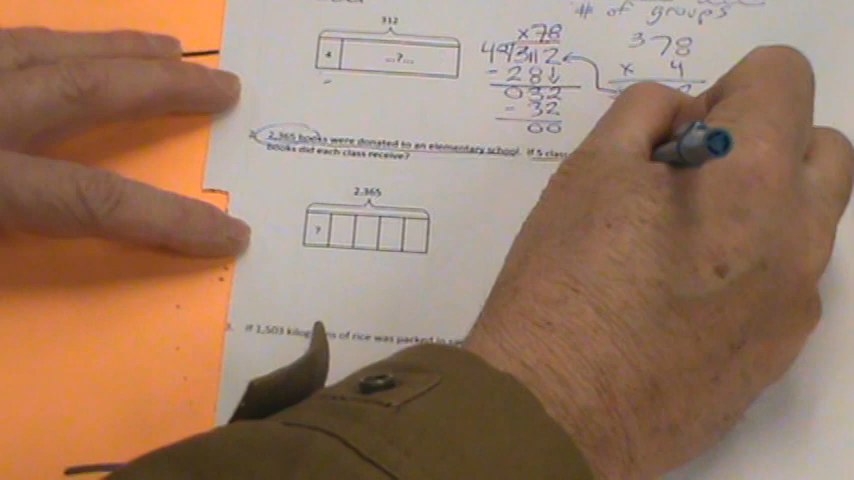 # of groups
312
4 ...?...
x78
4 312
- 28↓
032
- 32
00
3 78
x 4
2. 2,365 books were donated to an elementary school. If 5 class
books did each class receive?
2,365
?
3. If 1,503 of rice was packed in